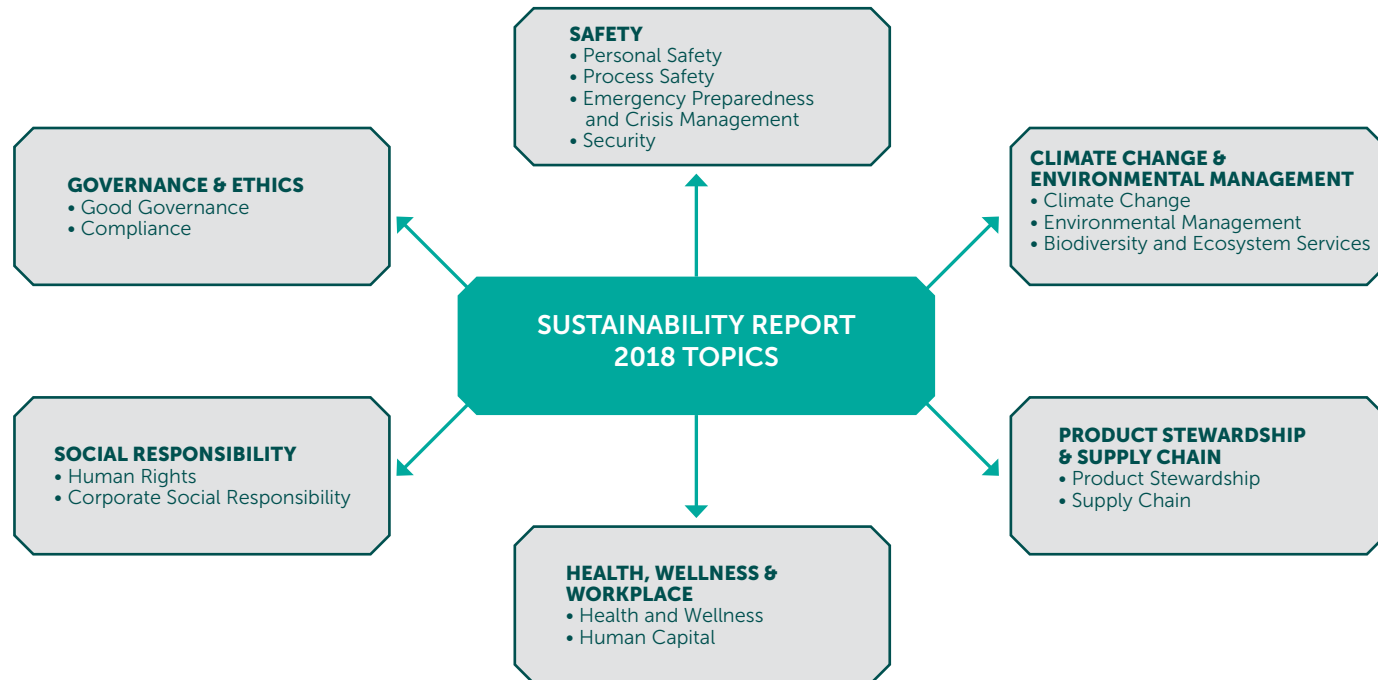 SAFETY
• Personal Safety
• Process Safety
• Emergency Preparedness
and Crisis Management
• Security
GOVERNANCE & ETHICS
• Good Governance
• Compliance
CLIMATE CHANGE &
ENVIRONMENTAL MANAGEMENT
• Climate Change
• Environmental Management
• Biodiversity and Ecosystem Services
SUSTAINABILITY REPORT
2018 TOPICS
SOCIAL RESPONSIBILITY
• Human Rights
• Corporate Social Responsibility
PRODUCT STEWARDSHIP
& SUPPLY CHAIN
• Product Stewardship
• Supply Chain
HEALTH, WELLNESS &
WORKPLACE
• Health and Wellness
• Human Capital